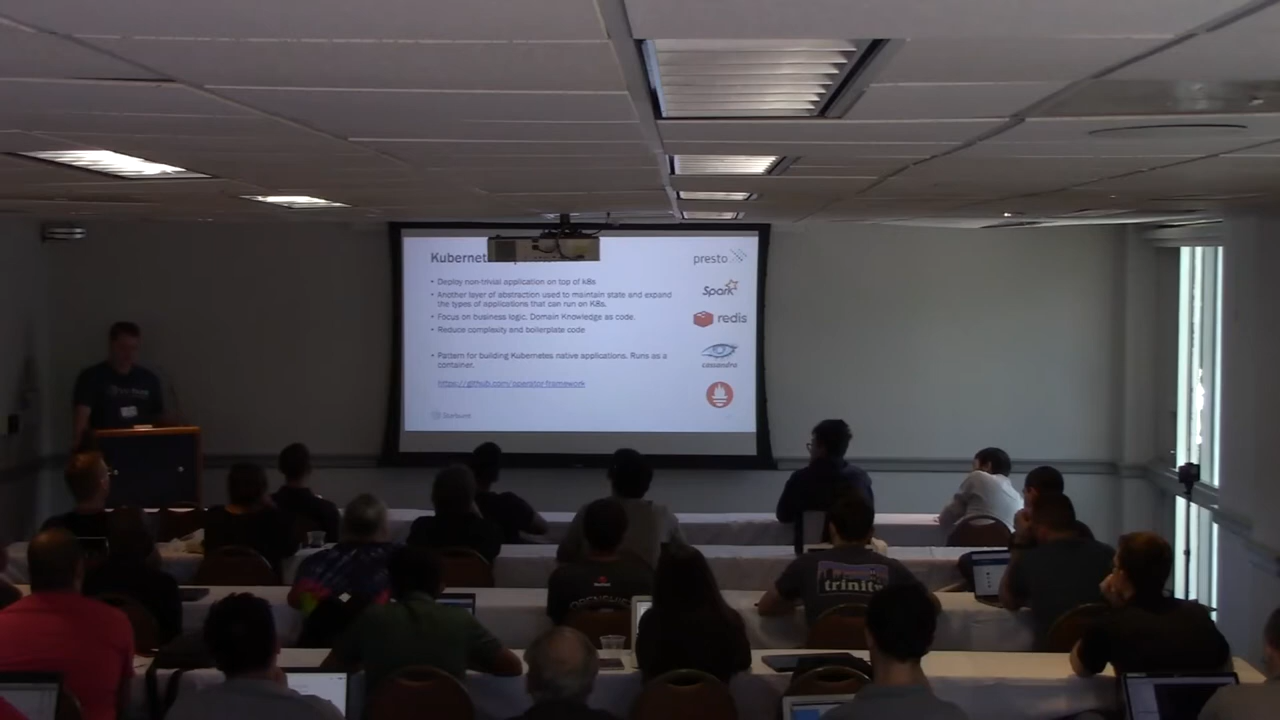 Kubernet
presto
• Deploy non-trivial application on top of k8s
• Another layer of abstraction used to maintain state and expand
the types of applications that can run on K8s.
• Focus on business logic. Domain Knowledge as code.
• Reduce complexity and boilerplate code
• Pattern for building Kubernetes native applications. Runs as a
container.
https://github.com/operator-framework
Starburst
Spark
redis
cassandra
trinity